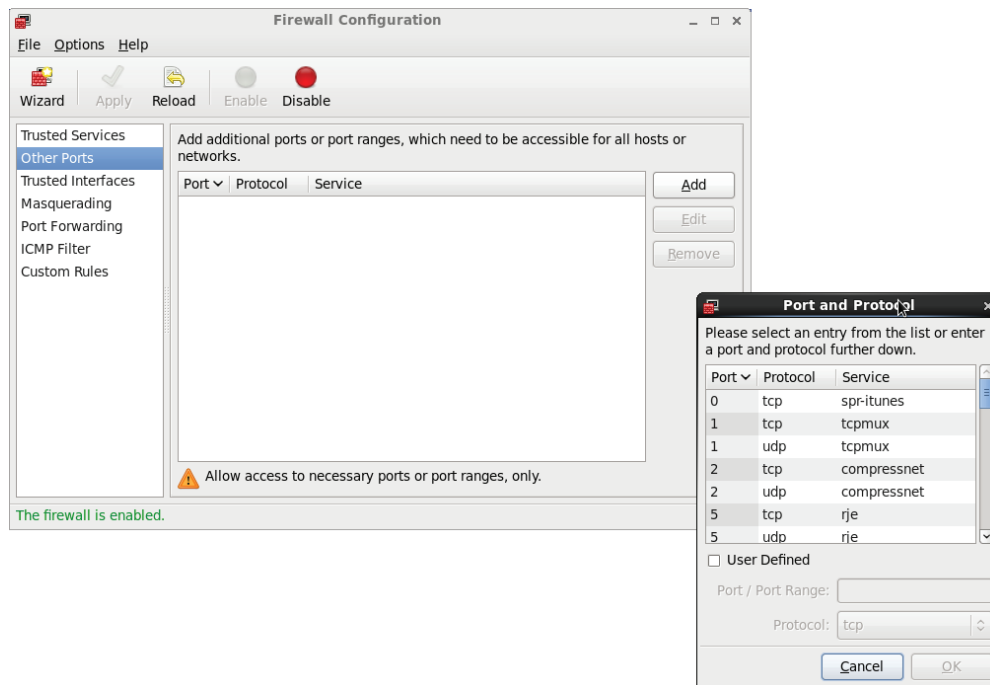 Firewall Configuration
File Options Help
Wizard Apply Reload Enable Disable
Trusted Services
Other Ports
Trusted Interfaces
Masquerading
Port Forwarding
ICMP Filter
Custom Rules
Add additional ports or port ranges, which need to be accessible for all hosts or
networks.
Port Protocol Service
Add
Edit
Remove
Allow access to necessary ports or port ranges, only.
The firewall is enabled.
Port and Protocol
Please select an entry from the list or enter
a port and protocol further down.
Port Protocol Service
0 tcp spr-itunes
1 tcp tcpmux
1 udp tcpmux
2 tcp compressnet
2 udp compressnet
5 tcp rje
5 udp rje
User Defined
Port / Port Range:
Protocol: tcp
Cancel OK